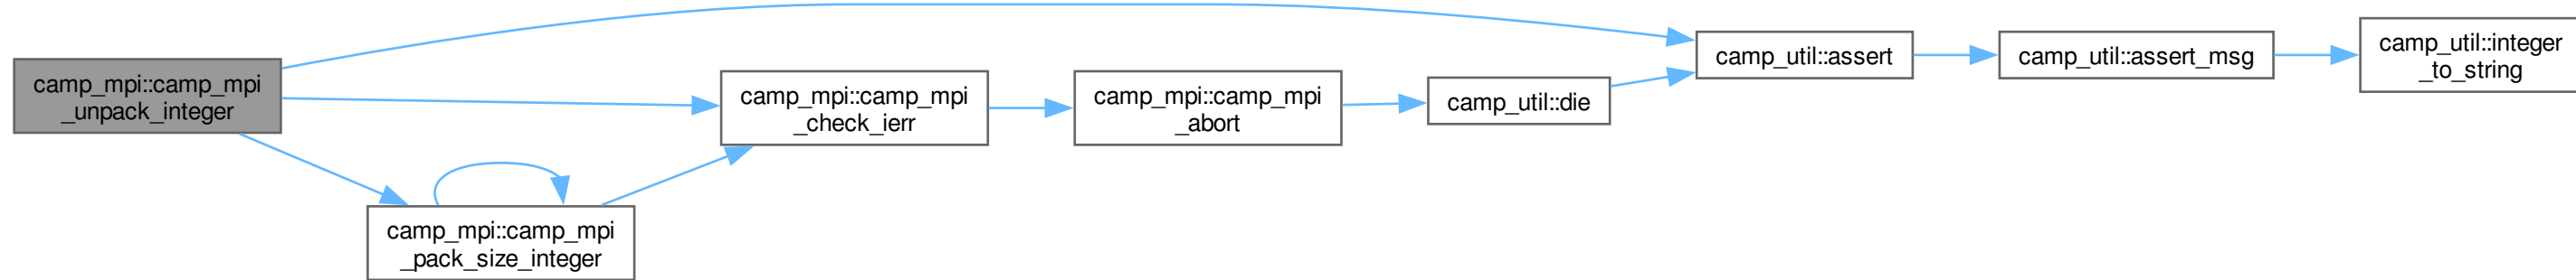 camp_mpi::camp_mpi
_unpack_integer
camp_mpi::camp_mpi
_pack_size_integer
camp_mpi::camp_mpi
_check_ierr
camp_mpi::camp_mpi
_abort
camp_util::die
camp_util::assert
camp_util::assert_msg
camp_util::integer
_to_string